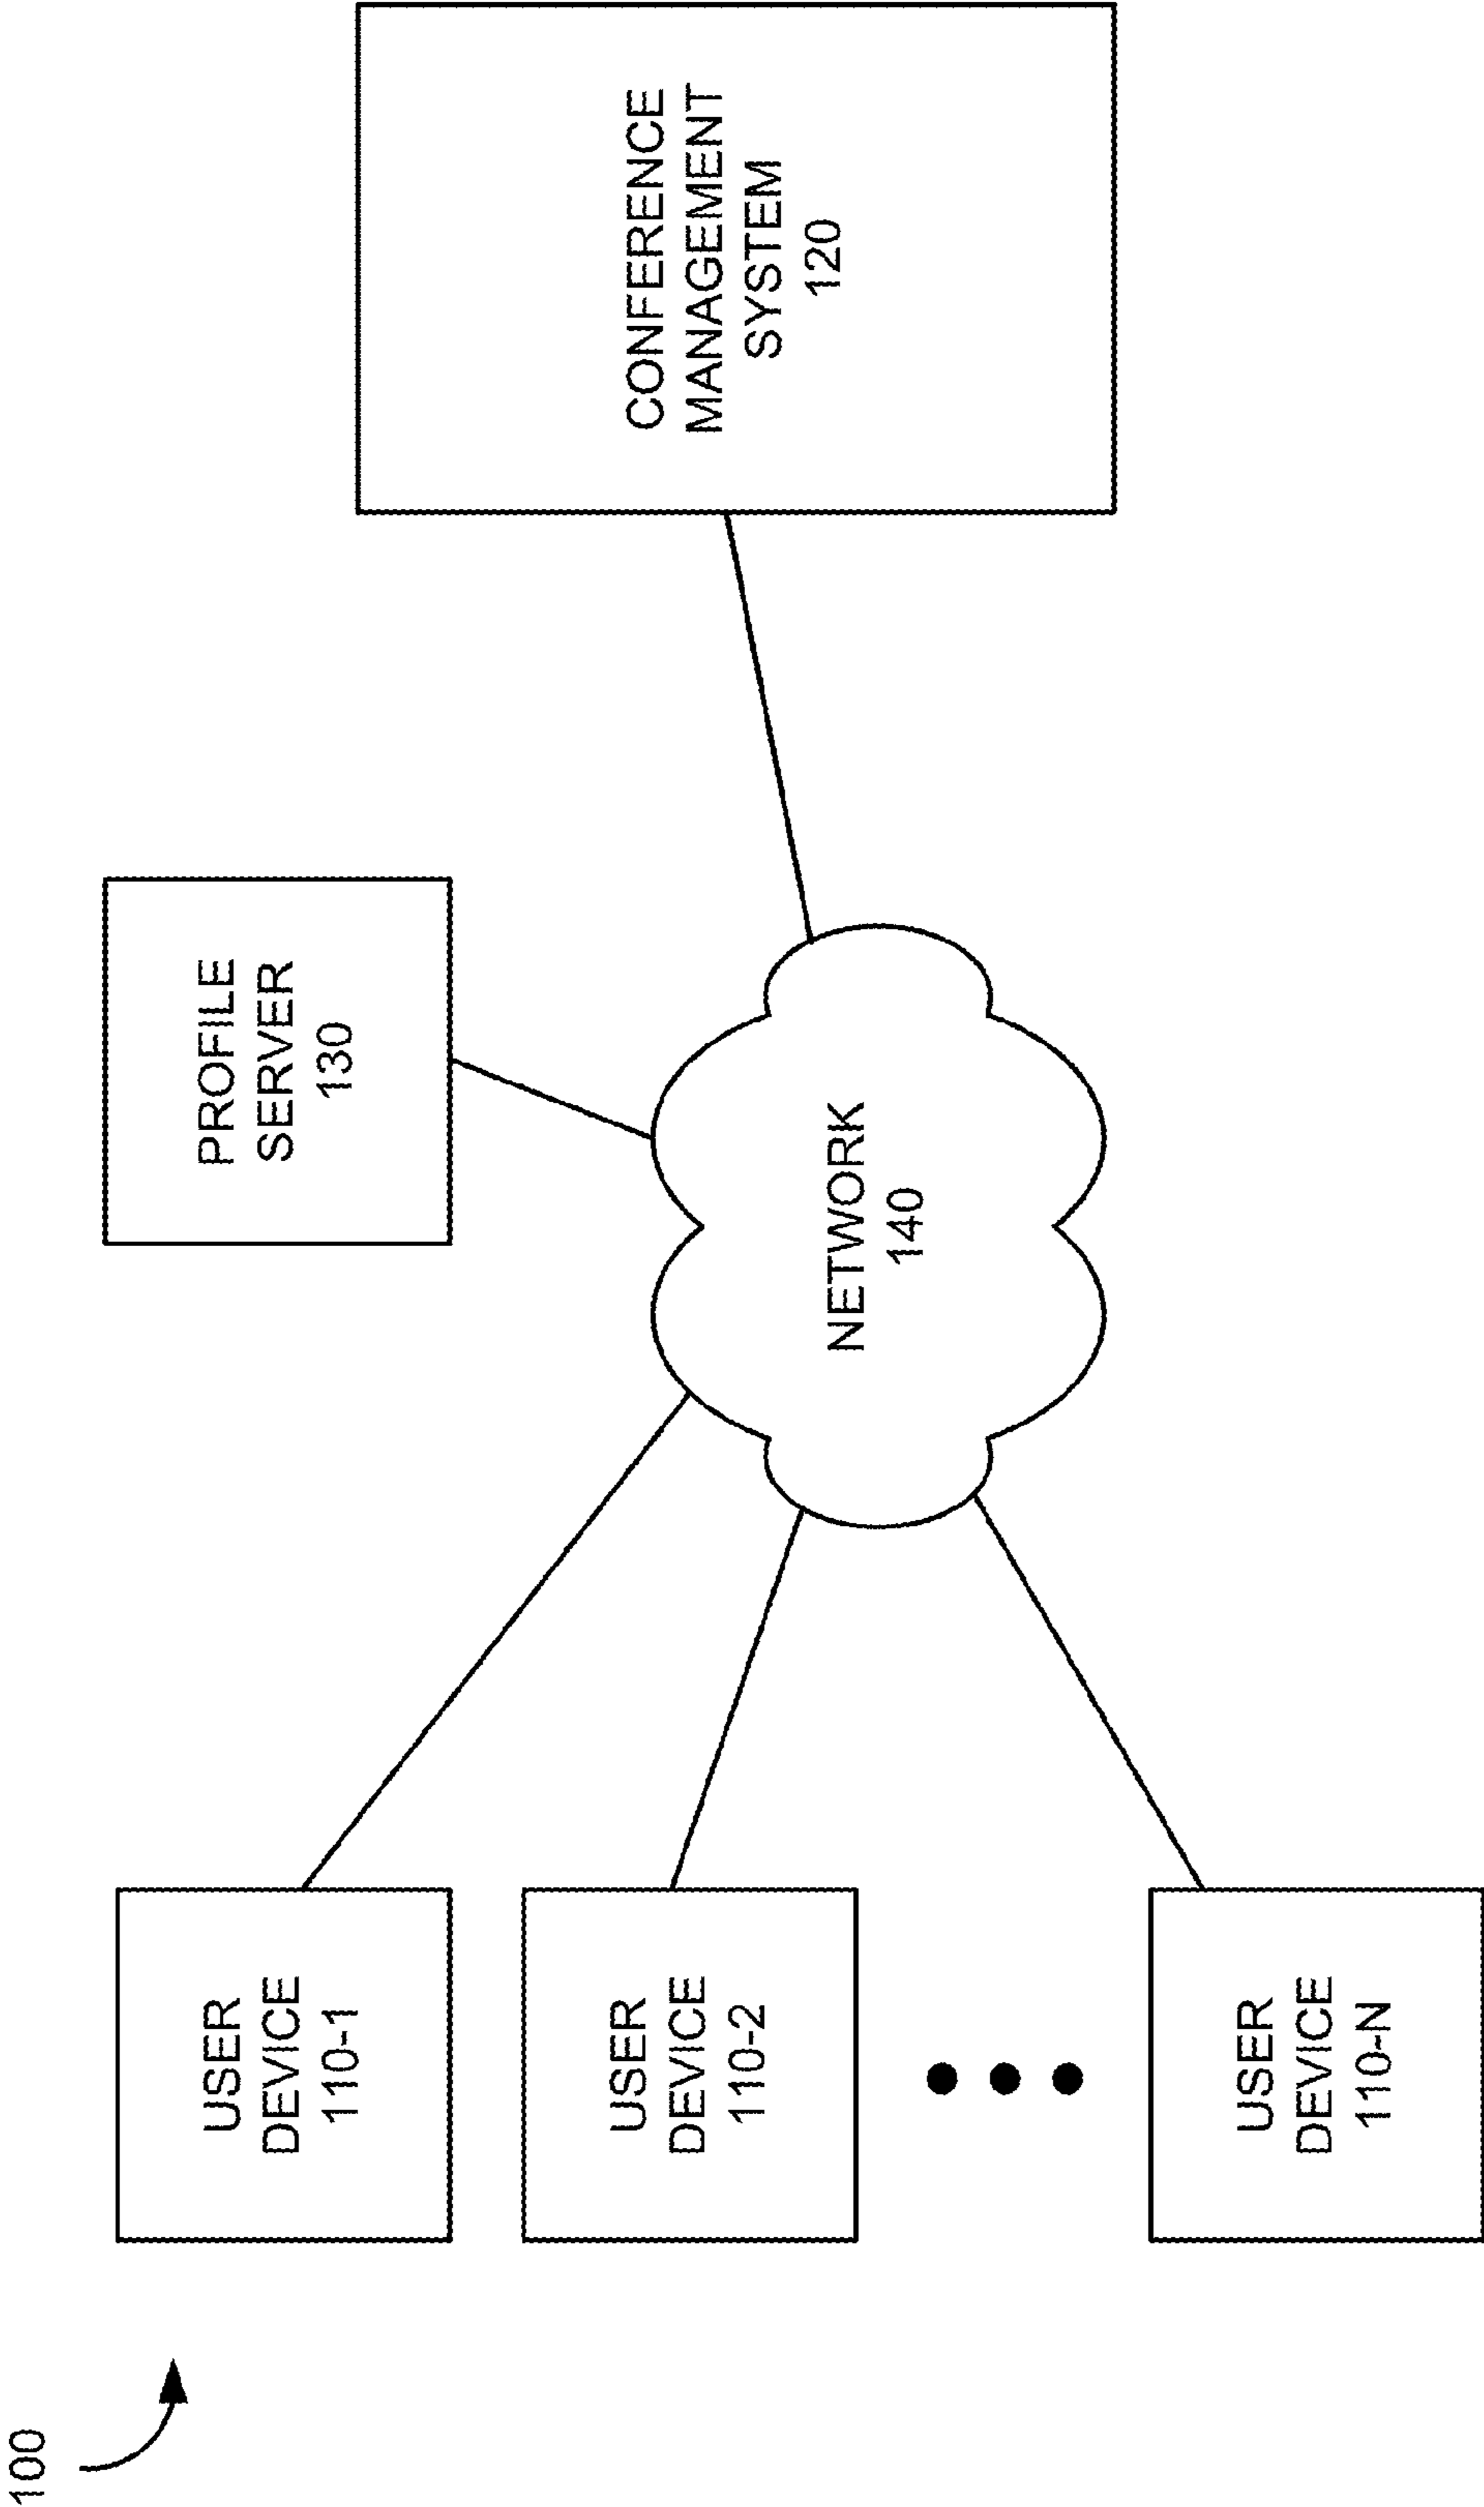 100
USER
DEVICE
110-1
USER
DEVICE
110-2
USER
DEVICE
110-N
PROFILE
SERVER
130
NETWORK
140
CONFERENCE
MANAGEMENT
SYSTEM
120